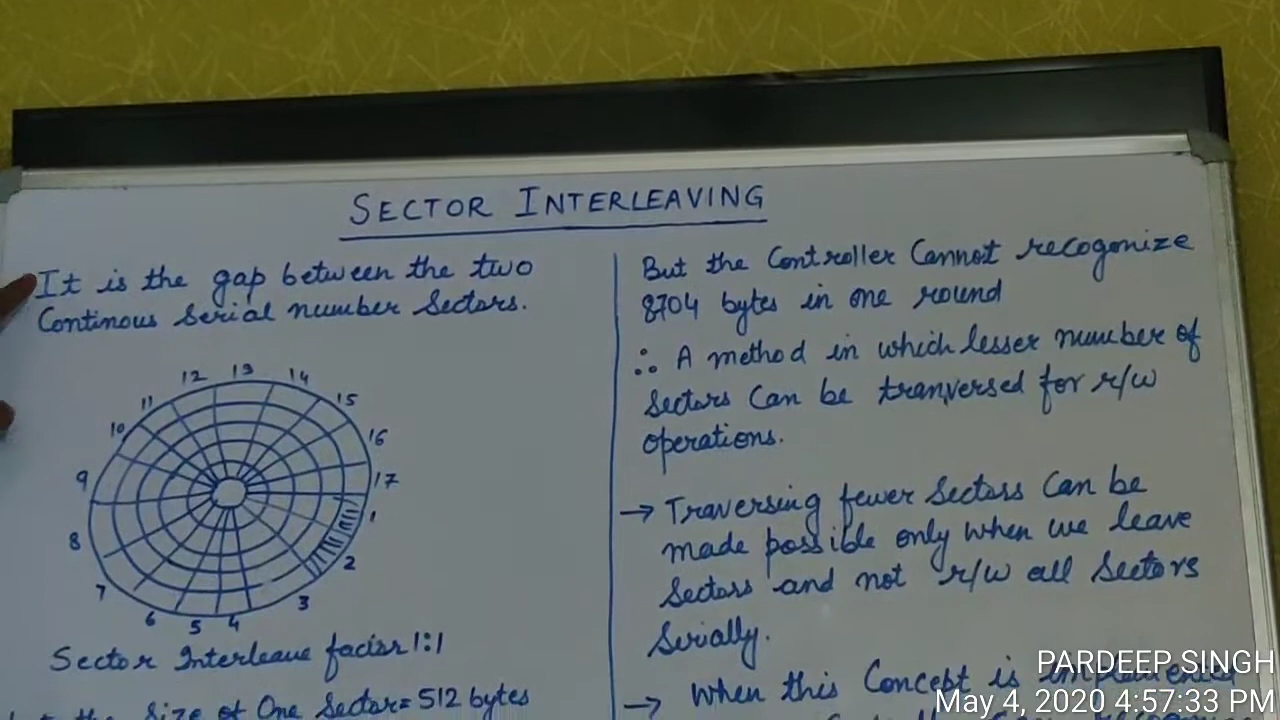 SECTOR INTERLEAVING
It is the gap between the two
Continous Serial number Sectors.
12 13 14
11 15
10 16
9 17
8 1
7 2
6 5 4 3
Sector Interleave factor 1:1
the size of One Sector= 512 bytes
But the Controller Cannot recogonize
8704 bytes in one round
∴ A method in which lesser number of
Sectors Can be tranversed for r/w
operations.
→ Traversing fewer Sectors Can be
made possible only when we leave
Sectors and not r/w all Sectors
Serially.
→ When this Concept is implemented
PARDEEP SINGH
May 4, 2020 4:57:33 PM